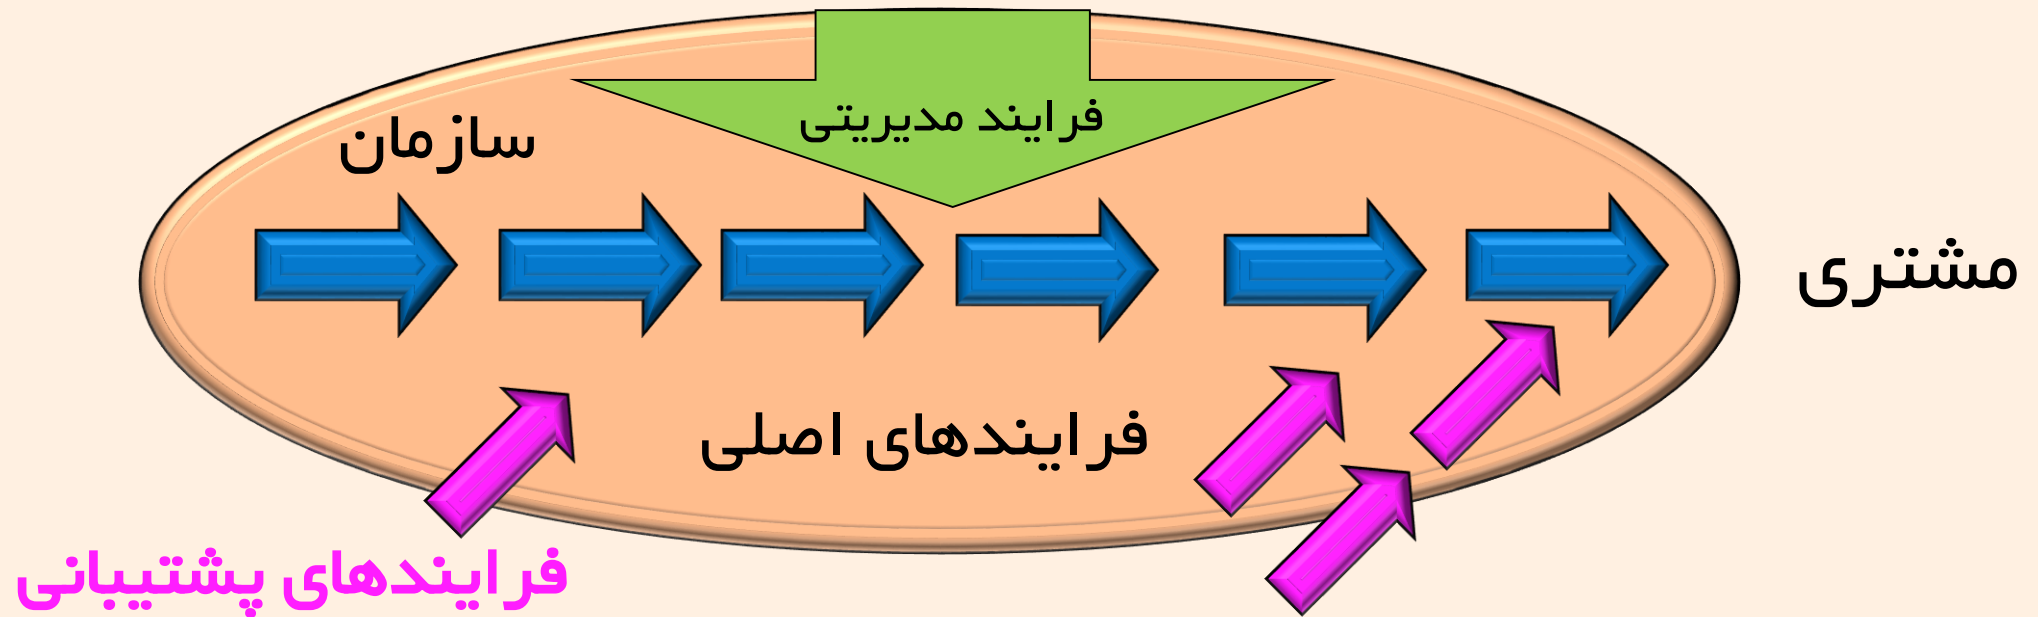 فرایند مدیریتی
سازمان
مشتری
فرایندهای اصلی
فرایندهای پشتیبانی